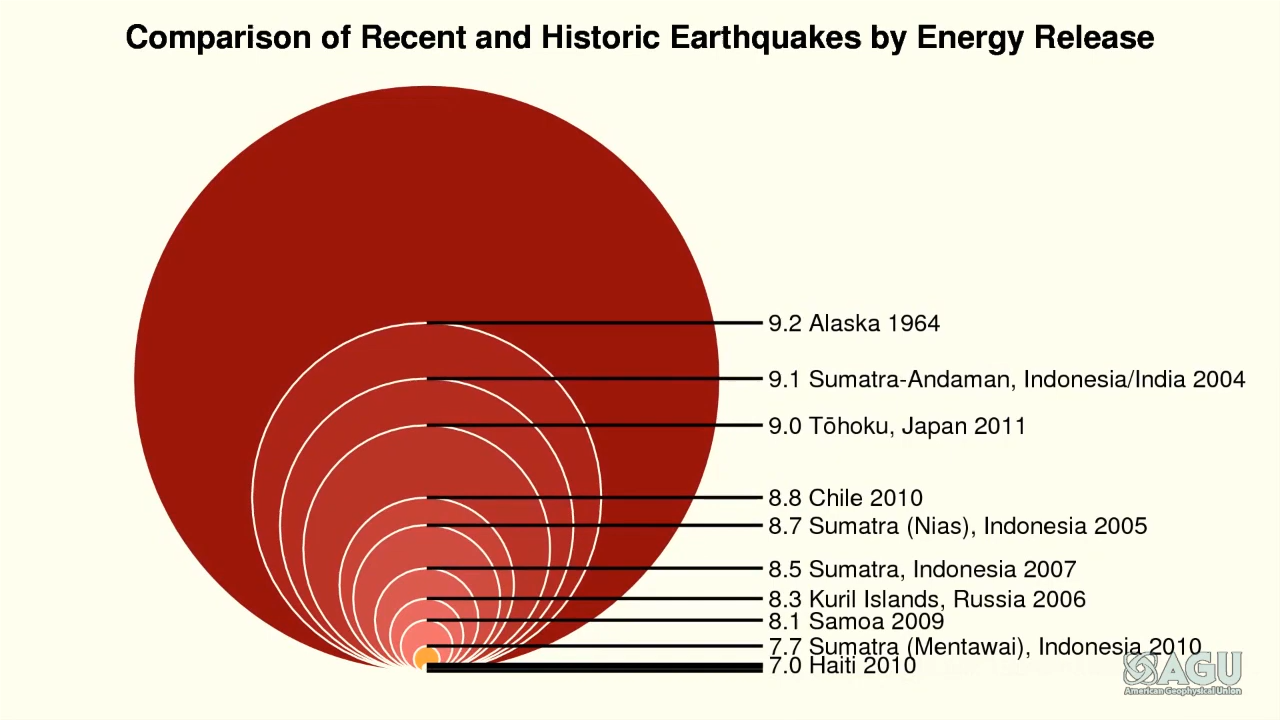 Comparison of Recent and Historic Earthquakes by Energy Release
9.2 Alaska 1964
9.1 Sumatra-Andaman, Indonesia/India 2004
9.0 Tōhoku, Japan 2011
8.8 Chile 2010
8.7 Sumatra (Nias), Indonesia 2005
8.5 Sumatra, Indonesia 2007
8.3 Kuril Islands, Russia 2006
8.1 Samoa 2009
7.7 Sumatra (Mentawai), Indonesia 2010
7.0 Haiti 2010
AGU
American Geophysical Union